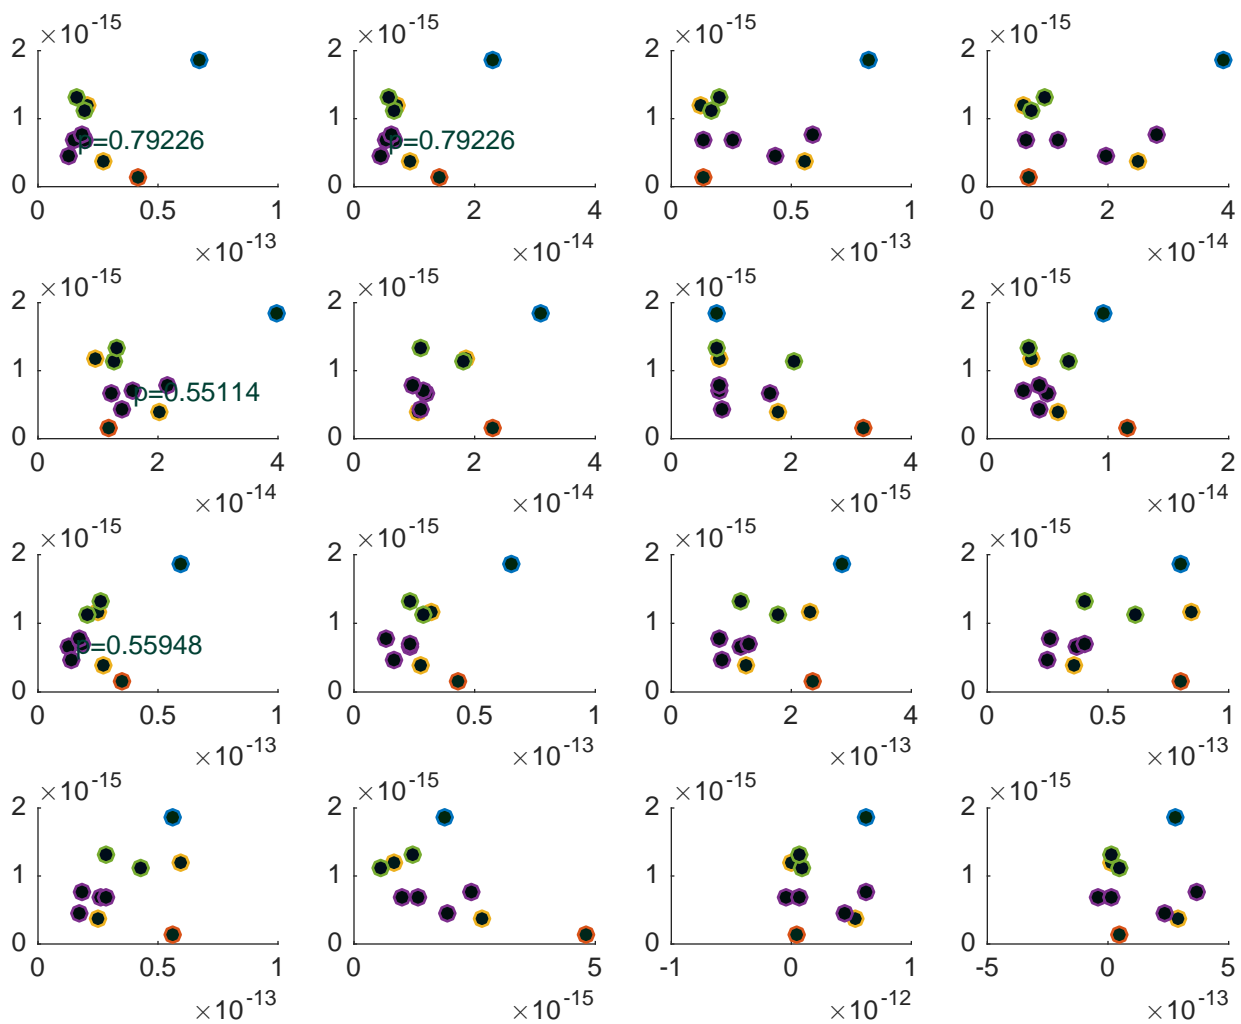 ×10-15 ×10-15 ×10-15 ×10-15
2 2 2 2
1 1 1 1
p=0.79226 p=0.79226
0 0 0 0
0 0.5 1 0 2 4 0 0.5 1 0 2 4
×10-13 ×10-14 ×10-13 ×10-14
×10-15 ×10-15 ×10-15 ×10-15
2 2 2 2
1 1 1 1
p=0.55114
0 0 0 0
0 2 4 0 2 4 0 2 4 0 1 2
×10-14 ×10-14 ×10-15 ×10-14
×10-15 ×10-15 ×10-15 ×10-15
2 2 2 2
1 1 1 1
p=0.55948
0 0 0 0
0 0.5 1 0 0.5 1 0 2 4 0 0.5 1
×10-13 ×10-13 ×10-13 ×10-13
×10-15 ×10-15 ×10-15 ×10-15
2 2 2 2
1 1 1 1
0 0 0 0
0 0.5 1 0 5 -1 0 1 -5 0 5
×10-13 ×10-15 ×10-12 ×10-13